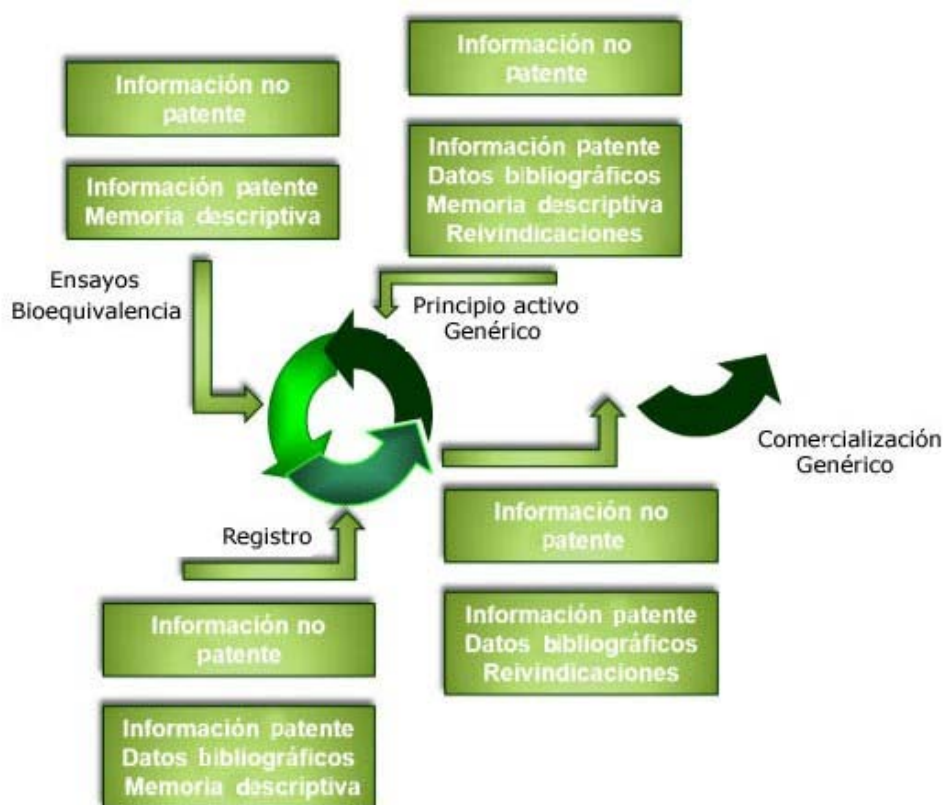 Información no
patente
Información patente
Memoria descriptiva
Ensayos
Bioequivalencia
Información no
patente
Información patente
Datos bibliográficos
Memoria descriptiva
Reivindicaciones
Principio activo
Genérico
Comercialización
Genérico
Información no
patente
Información patente
Datos bibliográficos
Reivindicaciones
Registro
Información no
patente
Información patente
Datos bibliográficos
Memoria descriptiva